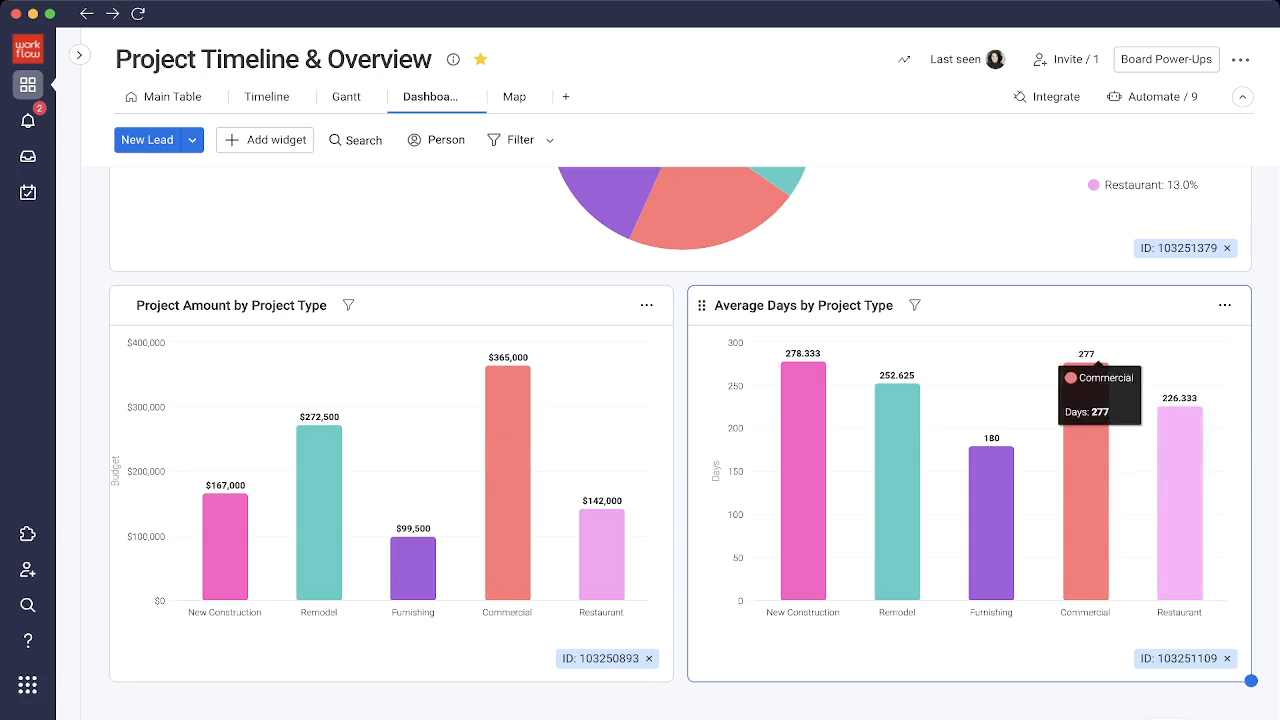 work
flow
2
?
Project Timeline & Overview
Last seen
Invite / 1
Board Power-Ups
Main Table
Timeline
Gantt
Dashboa...
Map
+
Integrate
Automate / 9
New Lead
Add widget
Search
Person
Filter
Restaurant: 13.0%
ID: 103251379 ×
Project Amount by Project Type
$400,000
$300,000
$200,000
$100,000
$0
Budget
$167,000
$272,500
$99,500
$365,000
$142,000
New Construction
Remodel
Furnishing
Commercial
Restaurant
ID: 103250893 ×
Average Days by Project Type
300
250
200
150
100
50
0
Days
278.333
252.625
180
277
226.333
Commercial
Days: 277
New Construction
Remodel
Furnishing
Commercial
Restaurant
ID: 103251109 ×